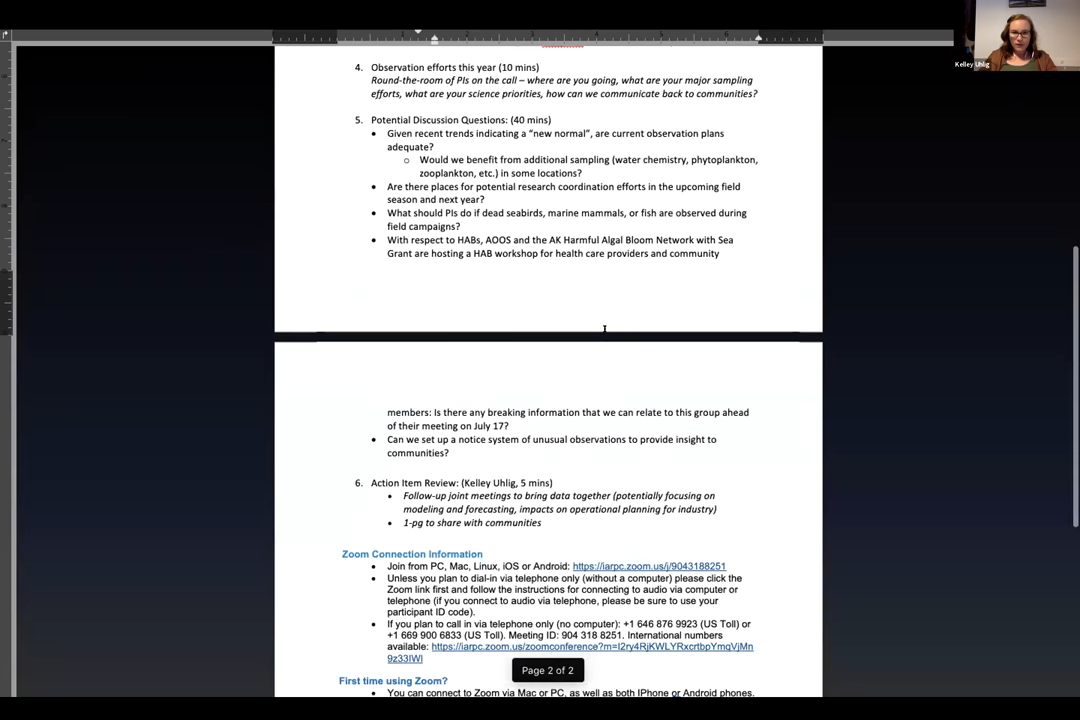 Kelley Uhlig
4. Observation efforts this year (10 mins)
Round-the-room of PIs on the call – where are you going, what are your major sampling
efforts, what are your science priorities, how can we communicate back to communities?
5. Potential Discussion Questions: (40 mins)
• Given recent trends indicating a “new normal”, are current observation plans
adequate?
o Would we benefit from additional sampling (water chemistry, phytoplankton,
zooplankton, etc.) in some locations?
• Are there places for potential research coordination efforts in the upcoming field
season and next year?
• What should PIs do if dead seabirds, marine mammals, or fish are observed during
field campaigns?
• With respect to HABs, AOOS and the AK Harmful Algal Bloom Network with Sea
Grant are hosting a HAB workshop for health care providers and community
members: Is there any breaking information that we can relate to this group ahead
of their meeting on July 17?
• Can we set up a notice system of unusual observations to provide insight to
communities?
6. Action Item Review: (Kelley Uhlig, 5 mins)
• Follow-up joint meetings to bring data together (potentially focusing on
modeling and forecasting, impacts on operational planning for industry)
• 1-pg to share with communities
Zoom Connection Information
• Join from PC, Mac, Linux, iOS or Android: https://iarpc.zoom.us/j/9043188251
• Unless you plan to dial-in via telephone only (without a computer) please click the
Zoom link first and follow the instructions for connecting to audio via computer or
telephone (if you connect to audio via telephone, please be sure to use your
participant ID code).
• If you plan to call in via telephone only (no computer): +1 646 876 9923 (US Toll) or
+1 669 900 6833 (US Toll). Meeting ID: 904 318 8251. International numbers
available: https://iarpc.zoom.us/zoomconference?m=I2ry4RjKWLYRxcrtbpYmqVjMn
9z33IWl
Page 2 of 2
First time using Zoom?
• You can connect to Zoom via Mac or PC, as well as both IPhone or Android phones.